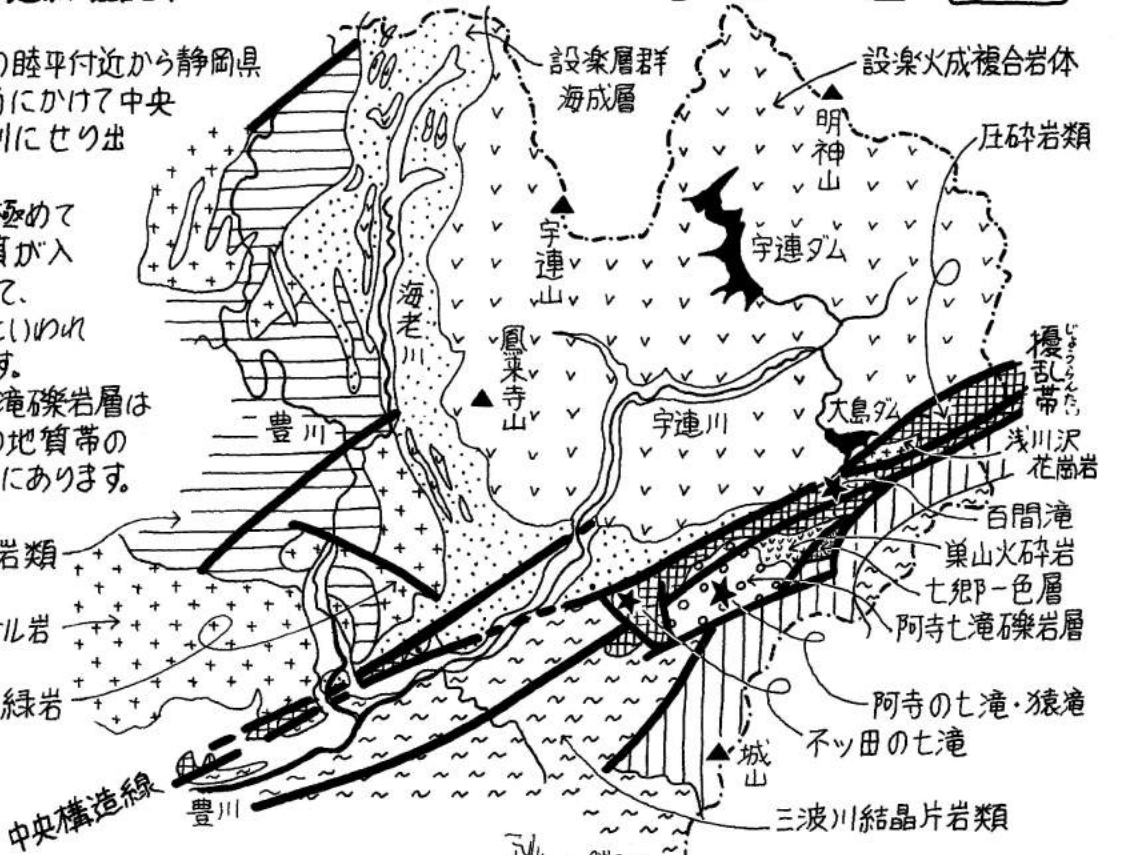 睦平付近から静岡県
にかけて中央
にせり出
極めて
が入
て、
といわれ
す。
滝礫岩層は
地質帯の
にあります。
岩類
ル岩
緑岩
設楽層群
海成層
設楽火成複合岩体
明神山
圧砕岩類
宇連山
宇連ダム
海老川
鳳来寺山
豊川
宇連川
大島ダム
擾乱帯
じょうらんたい
浅川沢
花崗岩
百間滝
巣山火砕岩
七郷一色層
阿寺七滝礫岩層
阿寺の七滝・猿滝
不ッ田の七滝
城山
三波川結晶片岩類
中央構造線
豊川